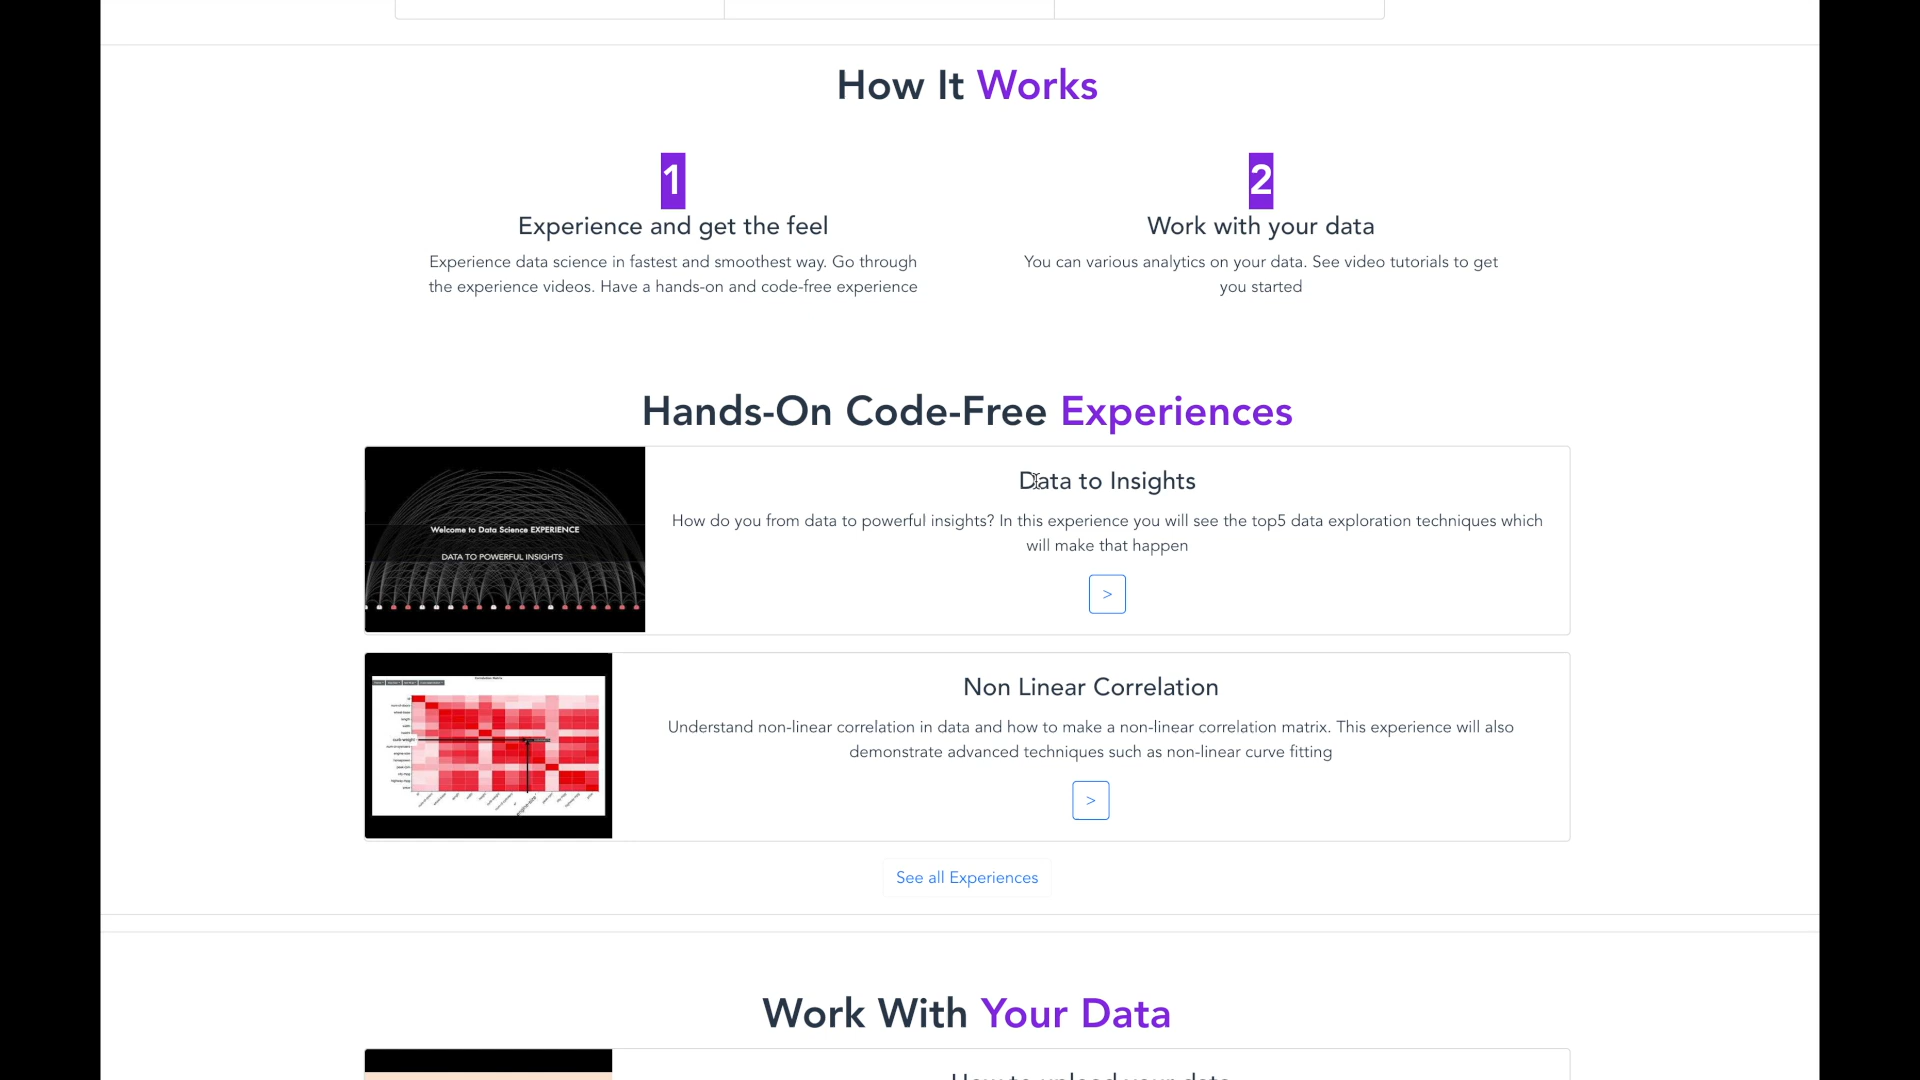 How It Works
1
Experience and get the feel
Experience data science in fastest and smoothest way. Go through
the experience videos. Have a hands-on and code-free experience
2
Work with your data
You can various analytics on your data. See video tutorials to get
you started
Hands-On Code-Free Experiences
Welcome to Data Science EXPERIENCE
DATA TO POWERFUL INSIGHTS
Data to Insights
How do you from data to powerful insights? In this experience you will see the top5 data exploration techniques which
will make that happen
>
Non Linear Correlation
Understand non-linear correlation in data and how to make a non-linear correlation matrix. This experience will also
demonstrate advanced techniques such as non-linear curve fitting
>
See all Experiences
Work With Your Data
How to upload your data